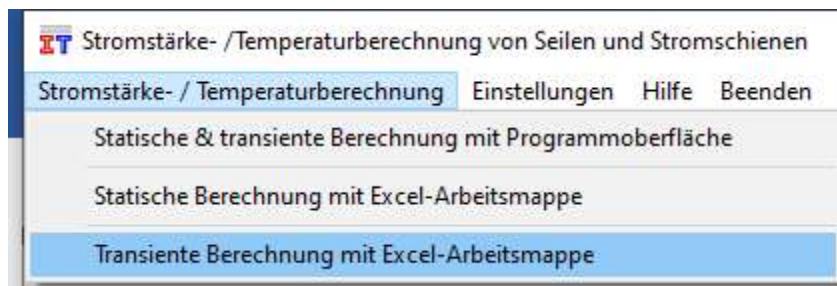 IT Stromstärke- /Temperaturberechnung von Seilen und Stromschienen
Stromstärke- / Temperaturberechnung Einstellungen Hilfe Beenden
Statische & transiente Berechnung mit Programmoberfläche
Statische Berechnung mit Excel-Arbeitsmappe
Transiente Berechnung mit Excel-Arbeitsmappe